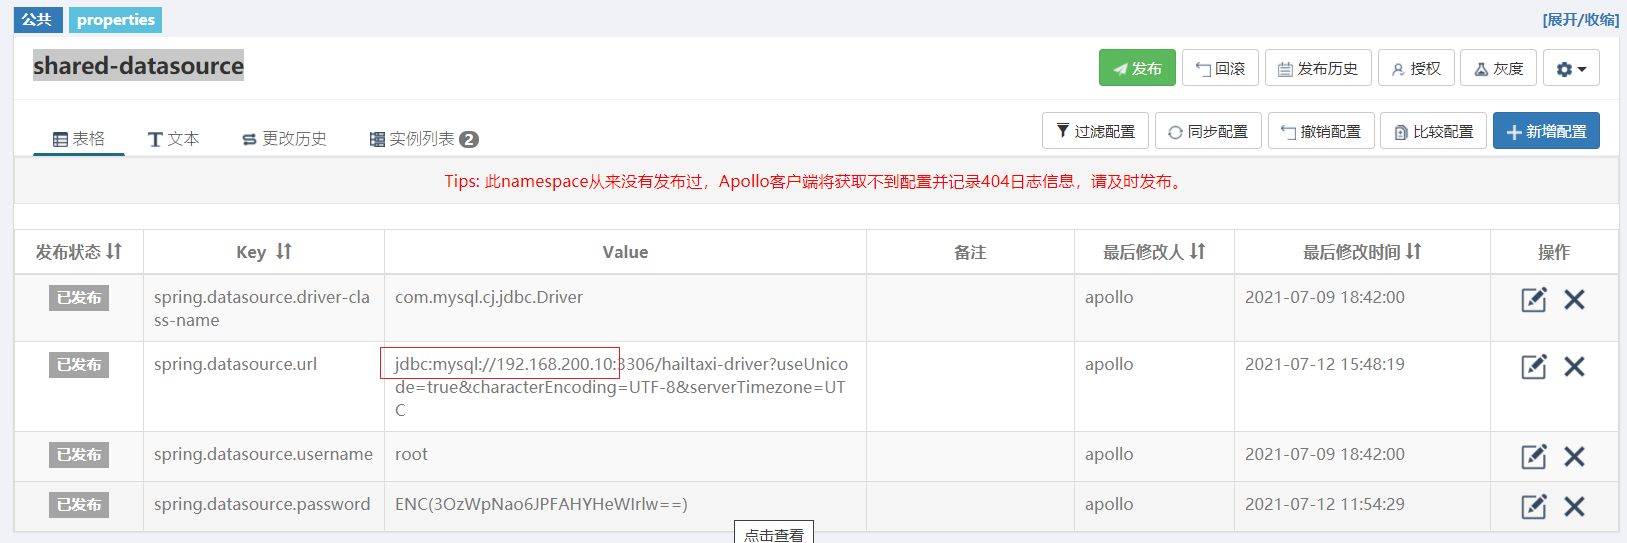 公共 properties [展开/收缩]
shared-datasource 发布 回滚 发布历史 授权 灰度
表格 文本 更改历史 实例列表 2 过滤配置 同步配置 撤销配置 比较配置 新增配置
Tips: 此namespace从来没有发布过，Apollo客户端将获取不到配置并记录404日志信息，请及时发布。
发布状态 Key Value 备注 最后修改人 最后修改时间 操作
已发布 spring.datasource.driver-cla com.mysql.cj.jdbc.Driver apollo 2021-07-09 18:42:00
ss-name
已发布 spring.datasource.url jdbc:mysql://192.168.200.10:3306/hailtaxi-driver?useUnico apollo 2021-07-12 15:48:19
de=true&characterEncoding=UTF-8&serverTimezone=UT
C
已发布 spring.datasource.username root apollo 2021-07-09 18:42:00
已发布 spring.datasource.password ENC(3OzWpNao6JPFAHYHeWIrlw==) apollo 2021-07-12 11:54:29
点击查看